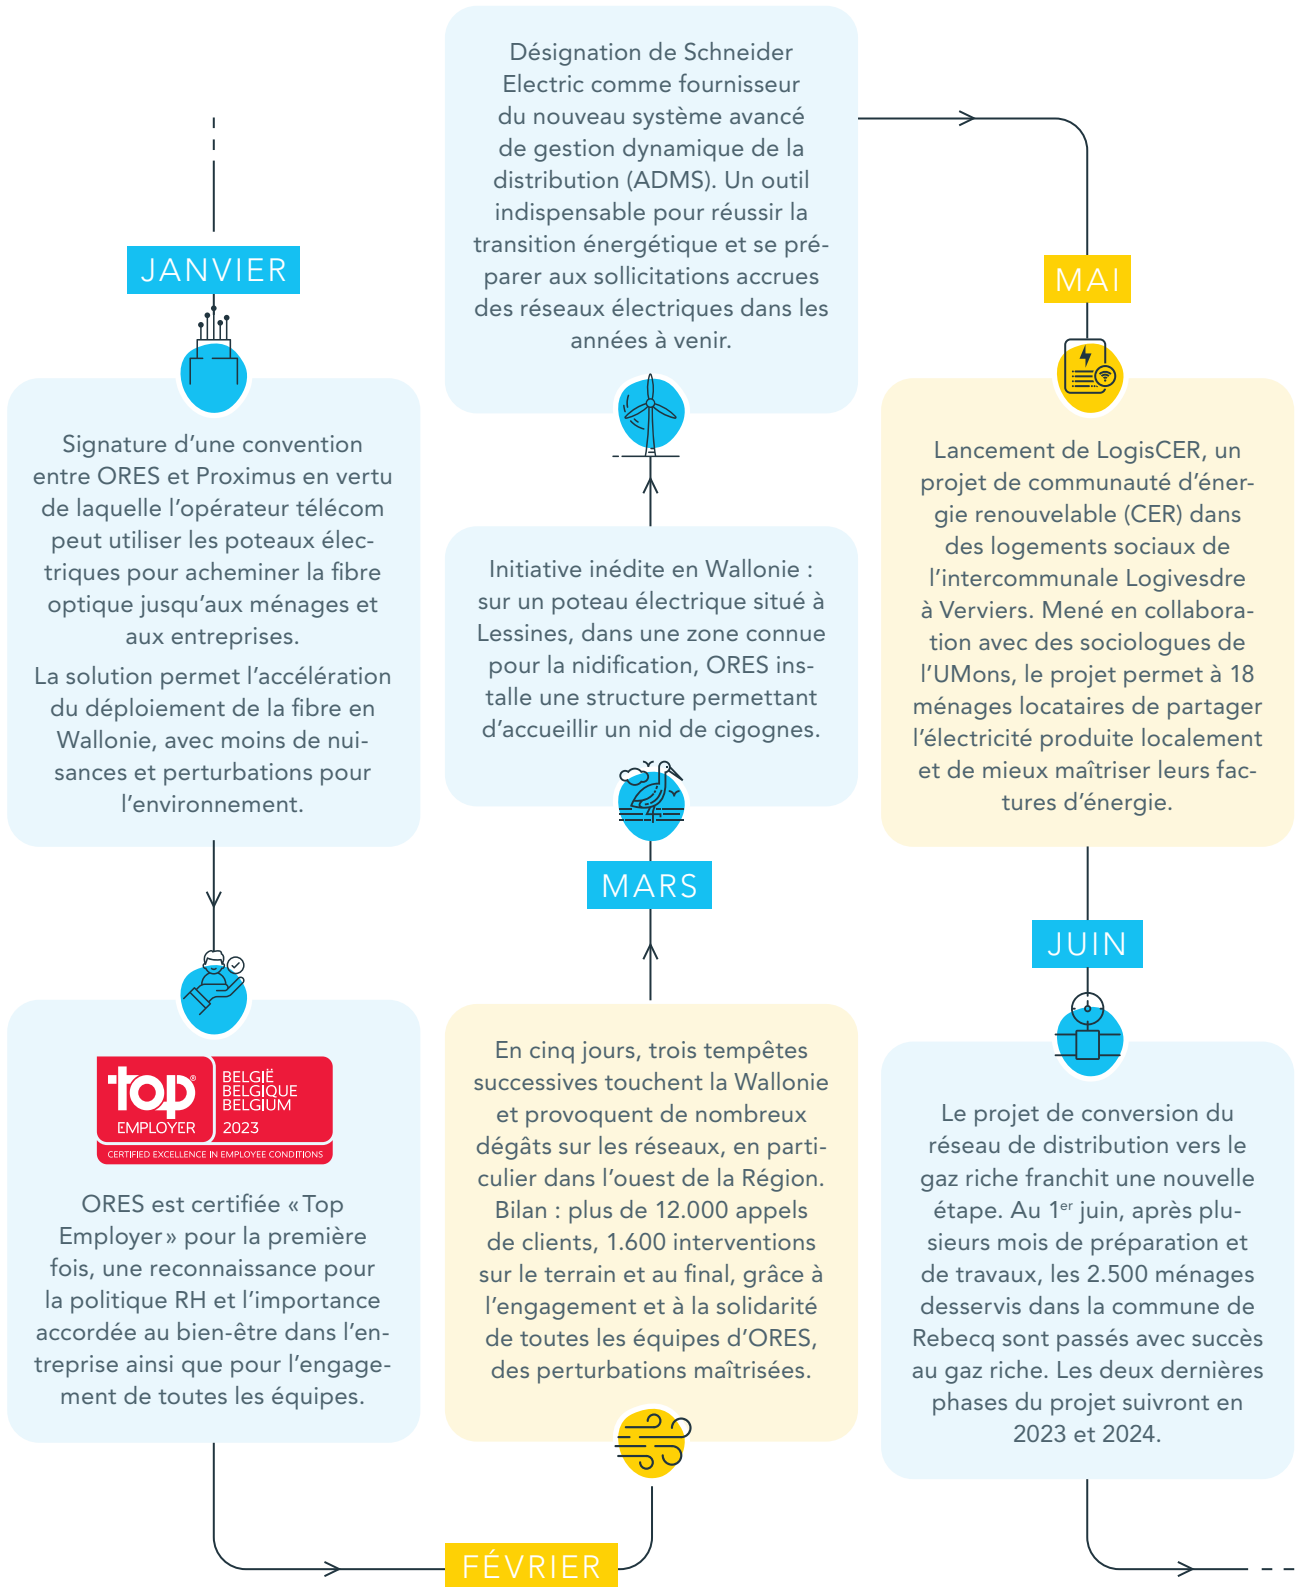 JANVIER
Signature d’une convention
entre ORES et Proximus en vertu
de laquelle l’opérateur télécom
peut utiliser les poteaux élec-
triques pour acheminer la fibre
optique jusqu’aux ménages et
aux entreprises.
La solution permet l’accélération
du déploiement de la fibre en
Wallonie, avec moins de nui-
sances et perturbations pour
l’environnement.
top®
EMPLOYER
BELGIË
BELGIQUE
BELGIUM
2023
CERTIFIED EXCELLENCE IN EMPLOYEE CONDITIONS
ORES est certifiée « Top
Employer » pour la première
fois, une reconnaissance pour
la politique RH et l’importance
accordée au bien-être dans l’en-
treprise ainsi que pour l’engage-
ment de toutes les équipes.
FÉVRIER
En cinq jours, trois tempêtes
successives touchent la Wallonie
et provoquent de nombreux
dégâts sur les réseaux, en parti-
culier dans l’ouest de la Région.
Bilan : plus de 12.000 appels
de clients, 1.600 interventions
sur le terrain et au final, grâce à
l’engagement et à la solidarité
de toutes les équipes d’ORES,
des perturbations maîtrisées.
MARS
Initiative inédite en Wallonie :
sur un poteau électrique situé à
Lessines, dans une zone connue
pour la nidification, ORES ins-
talle une structure permettant
d’accueillir un nid de cigognes.
Désignation de Schneider
Electric comme fournisseur
du nouveau système avancé
de gestion dynamique de la
distribution (ADMS). Un outil
indispensable pour réussir la
transition énergétique et se pré-
parer aux sollicitations accrues
des réseaux électriques dans les
années à venir.
MAI
Lancement de LogisCER, un
projet de communauté d’éner-
gie renouvelable (CER) dans
des logements sociaux de
l’intercommunale Logivesdre
à Verviers. Mené en collabora-
tion avec des sociologues de
l’UMons, le projet permet à 18
ménages locataires de partager
l’électricité produite localement
et de mieux maîtriser leurs fac-
tures d’énergie.
JUIN
Le projet de conversion du
réseau de distribution vers le
gaz riche franchit une nouvelle
étape. Au 1er juin, après plu-
sieurs mois de préparation et
de travaux, les 2.500 ménages
desservis dans la commune de
Rebecq sont passés avec succès
au gaz riche. Les deux dernières
phases du projet suivront en
2023 et 2024.